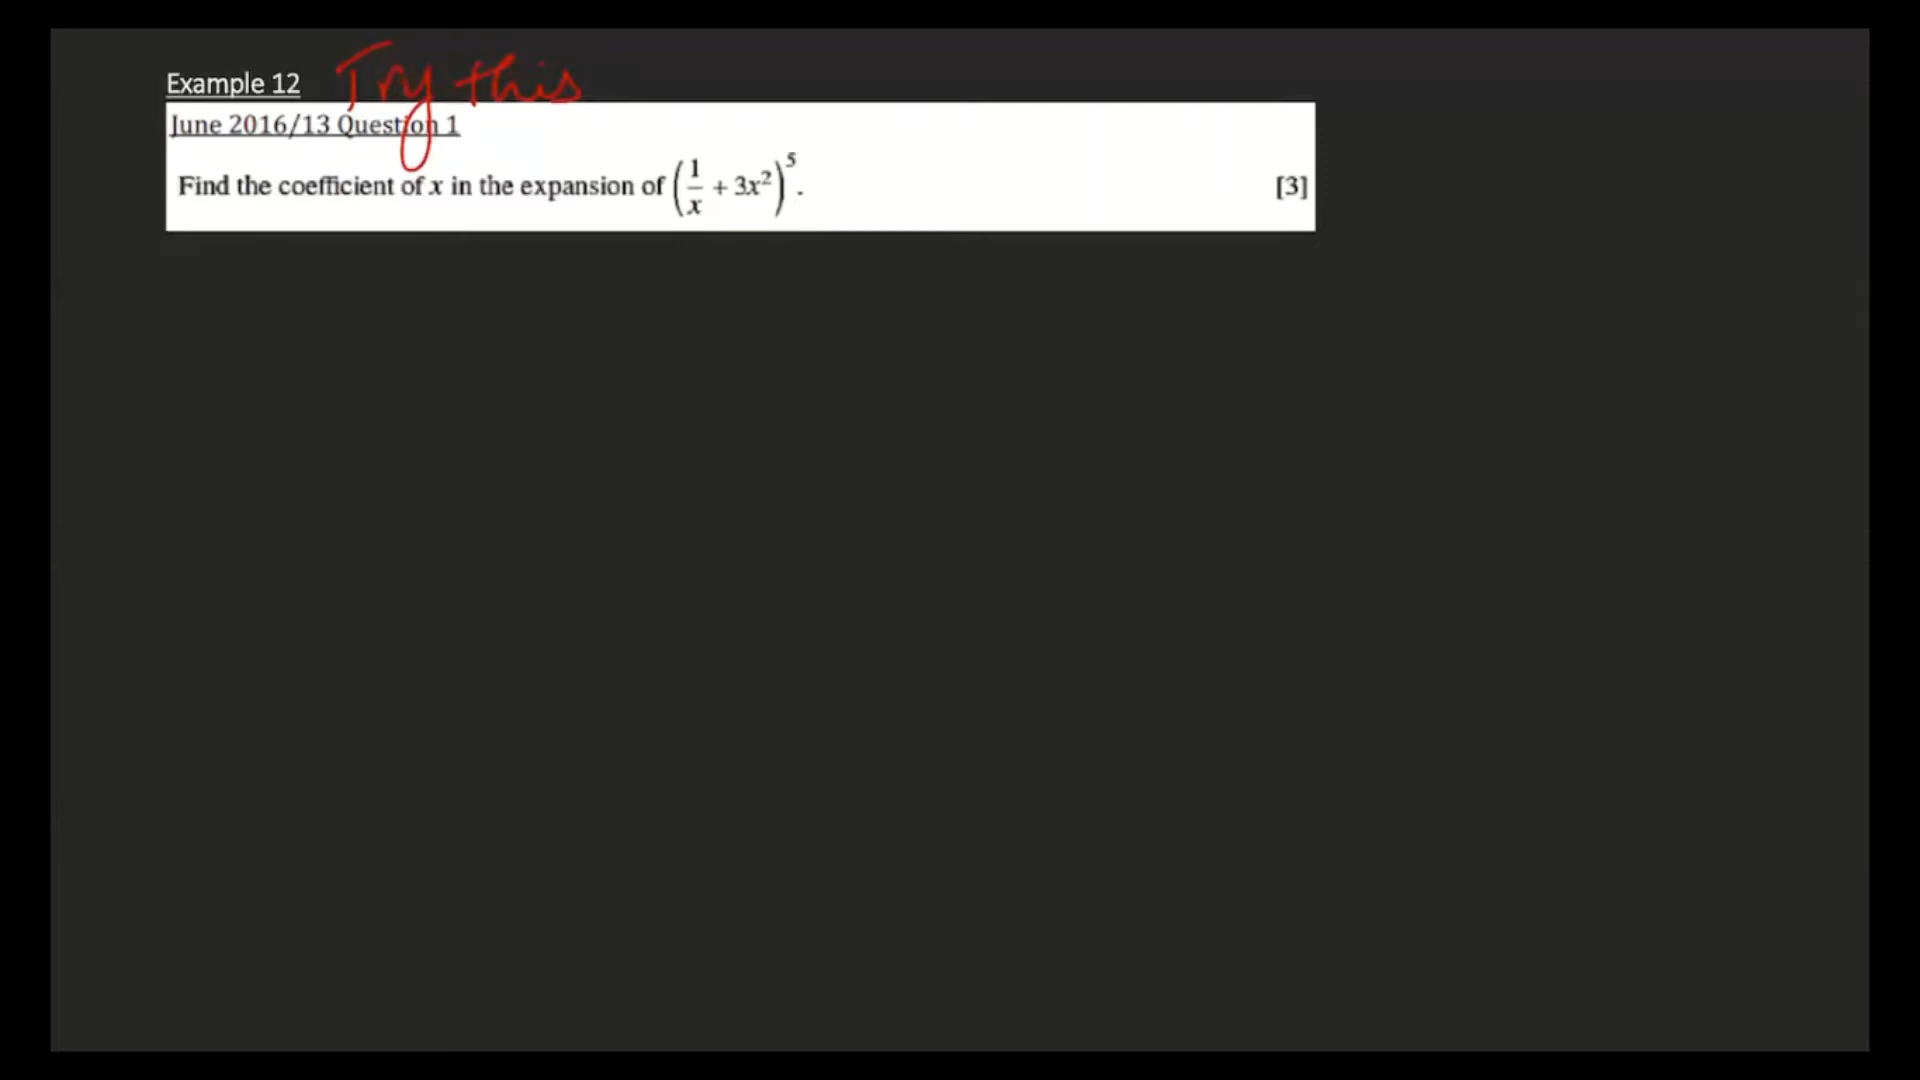 Example 12 Try this
June 2016/13 Question 1
Find the coefficient of x in the expansion of (1/x + 3x²)⁵. [3]